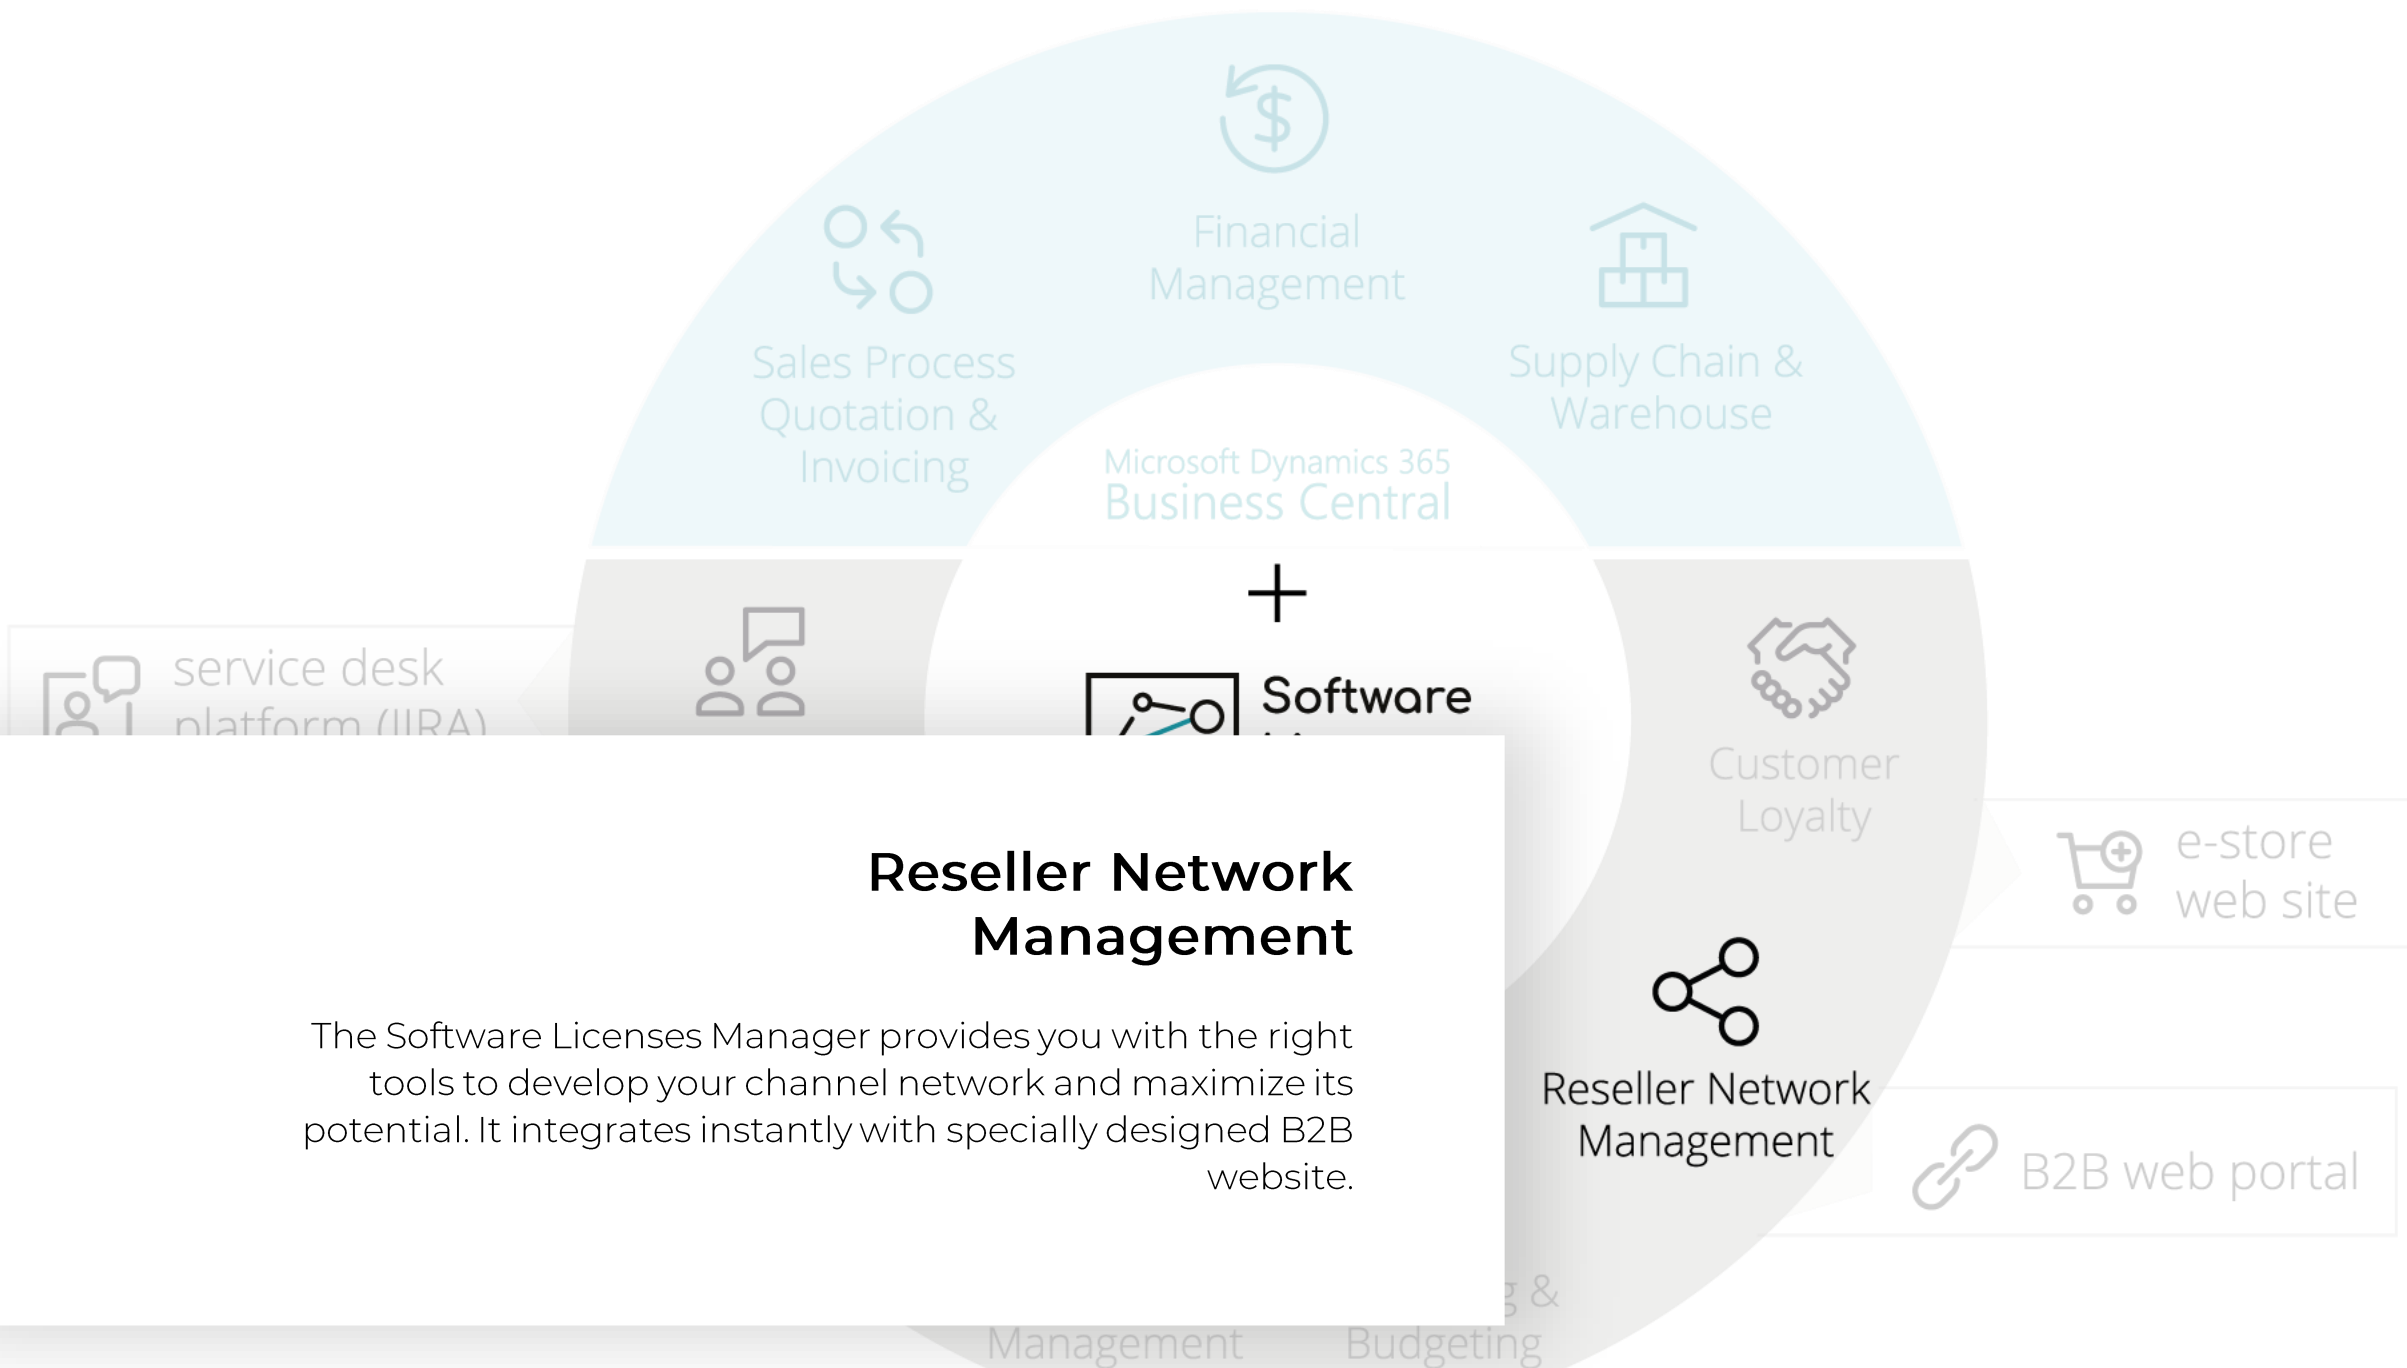 Financial
Management
Sales Process
Quotation &
Invoicing
Supply Chain &
Warehouse
Microsoft Dynamics 365
Business Central
+
service desk
platform (JIRA)
Software
Customer
Loyalty
e-store
web site
Reseller Network
Management
The Software Licenses Manager provides you with the right
tools to develop your channel network and maximize its
potential. It integrates instantly with specially designed B2B
website.
Reseller Network
Management
B2B web portal
&
Management
Budgeting